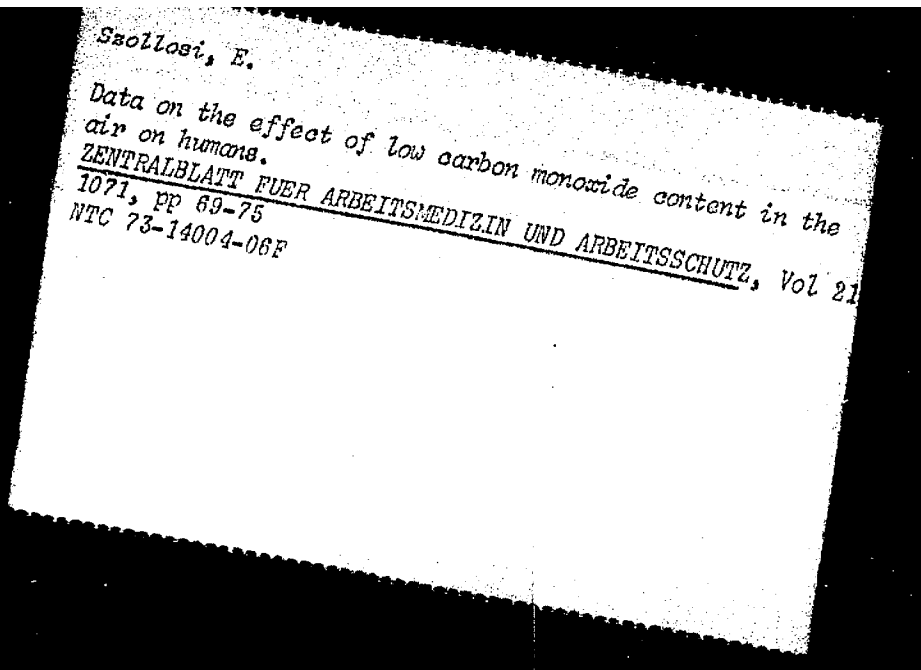 Szollosi, E.
Data on the effect of low carbon monoxide content in the
air on humans.
ZENTRALBLATT FUER ARBEITSMEDIZIN UND ARBEITSSCHUTZ, Vol 21
1071, pp 69-75
NTC 73-14004-06F